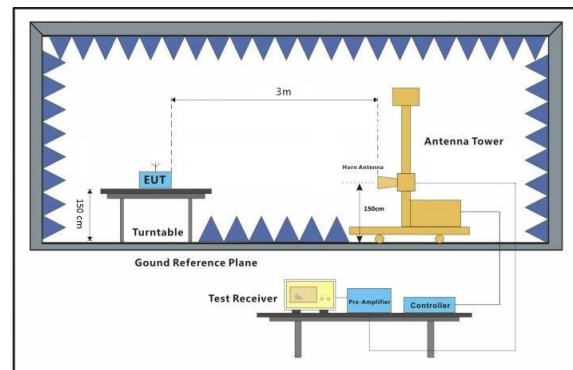 3m
Antenna Tower
Horn Antenna
EUT
150 cm
150cm
Turntable
Gound Reference Plane
Test Receiver
Pre-Amplifier
Controller